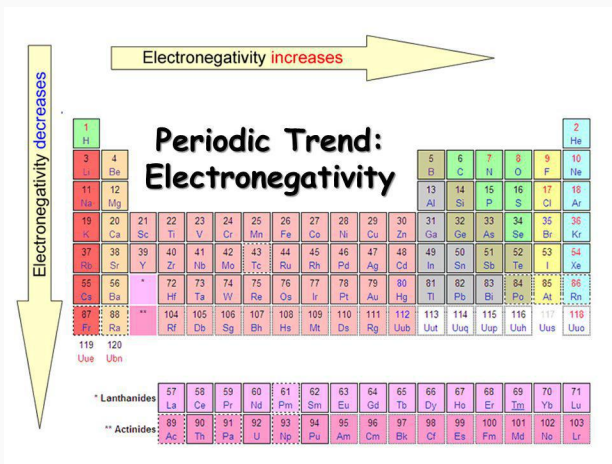 Electronegativity increases
Electronegativity decreases
Periodic Trend:
Electronegativity
1 2
H He
3 4 5 6 7 8 9 10
Li Be B C N O F Ne
11 12 13 14 15 16 17 18
Na Mg Al Si P S Cl Ar
19 20 21 22 23 24 25 26 27 28 29 30 31 32 33 34 35 36
K Ca Sc Ti V Cr Mn Fe Co Ni Cu Zn Ga Ge As Se Br Kr
37 38 39 40 41 42 43 44 45 46 47 48 49 50 51 52 53 54
Rb Sr Y Zr Nb Mo Tc Ru Rh Pd Ag Cd In Sn Sb Te I Xe
55 56 * 72 73 74 75 76 77 78 79 80 81 82 83 84 85 86
Cs Ba Hf Ta W Re Os Ir Pt Au Hg Tl Pb Bi Po At Rn
87 88 ** 104 105 106 107 108 109 110 111 112 113 114 115 116 117 118
Fr Ra Rf Db Sg Bh Hs Mt Ds Rg Uub Uut Uuq Uup Uuh Uus Uuo
119 120
Uue Ubn
* Lanthanides 57 58 59 60 61 62 63 64 65 66 67 68 69 70 71
La Ce Pr Nd Pm Sm Eu Gd Tb Dy Ho Er Tm Yb Lu
** Actinides 89 90 91 92 93 94 95 96 97 98 99 100 101 102 103
Ac Th Pa U Np Pu Am Cm Bk Cf Es Fm Md No Lr